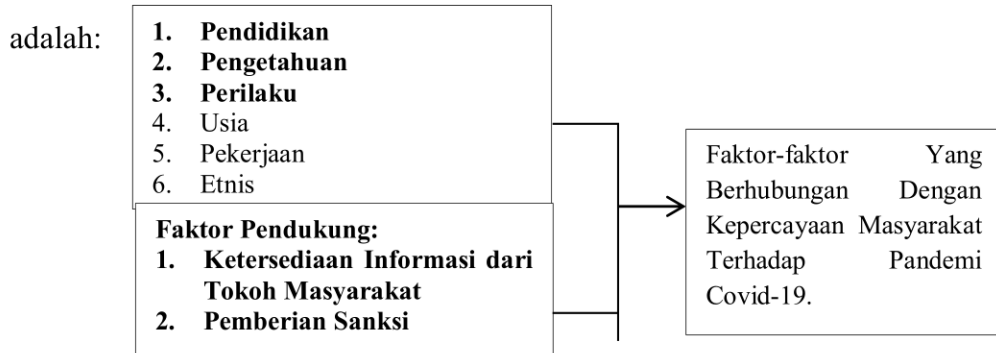 adalah:
1. Pendidikan
2. Pengetahuan
3. Perilaku
4. Usia
5. Pekerjaan
6. Etnis
Faktor Pendukung:
1. Ketersediaan Informasi dari
Tokoh Masyarakat
2. Pemberian Sanksi
Faktor-faktor Yang
Berhubungan Dengan
Kepercayaan Masyarakat
Terhadap Pandemi
Covid-19.